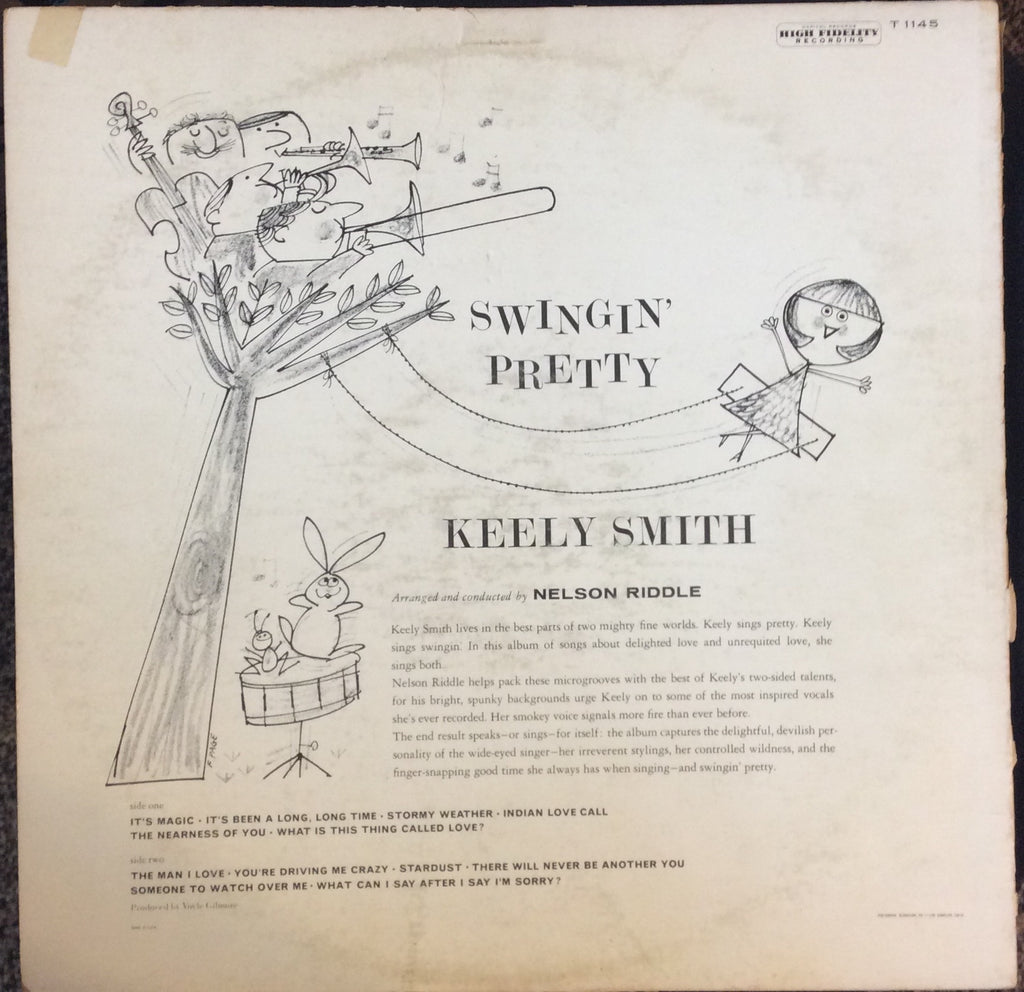 HIGH FIDELITY
RECORDING
T 1145
SWINGIN'
PRETTY
KEELY SMITH
Arranged and conducted by NELSON RIDDLE
Keely Smith lives in the best parts of two mighty fine worlds. Keely sings pretty. Keely
sings swingin. In this album of songs about delighted love and unrequited love, she
sings both.
Nelson Riddle helps pack these microgrooves with the best of Keely's two-sided talents,
for his bright, spunky backgrounds urge Keely on to some of the most inspired vocals
she's ever recorded. Her smokey voice signals more fire than ever before.
The end result speaks—or sings—for itself: the album captures the delightful, devilish per-
sonality of the wide-eyed singer—her irreverent stylings, her controlled wildness, and the
finger-snapping good time she always has when singing—and swingin' pretty.
F PAGE
side one
IT'S MAGIC · IT'S BEEN A LONG, LONG TIME · STORMY WEATHER · INDIAN LOVE CALL
THE NEARNESS OF YOU · WHAT IS THIS THING CALLED LOVE?
side two
THE MAN I LOVE · YOU'RE DRIVING ME CRAZY · STARDUST · THERE WILL NEVER BE ANOTHER YOU
SOMEONE TO WATCH OVER ME · WHAT CAN I SAY AFTER I SAY I'M SORRY?
Produced by Voyle Gilmore